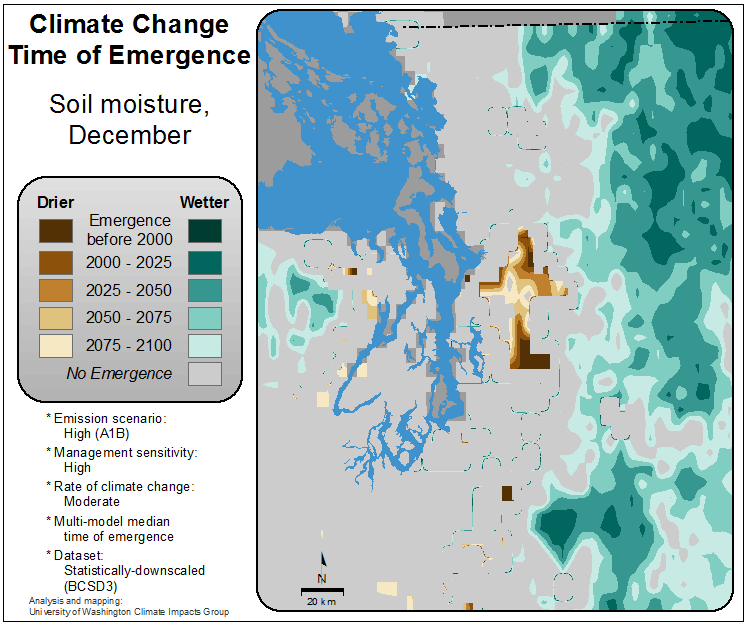 Climate Change
Time of Emergence
Soil moisture,
December
Drier
Wetter
Emergence
before 2000
2000 - 2025
2025 - 2050
2050 - 2075
2075 - 2100
No Emergence
* Emission scenario:
High (A1B)
* Management sensitivity:
High
* Rate of climate change:
Moderate
* Multi-model median
time of emergence
* Dataset:
Statistically-downscaled
(BCSD3)
Analysis and mapping:
University of Washington Climate Impacts Group
N
20 km